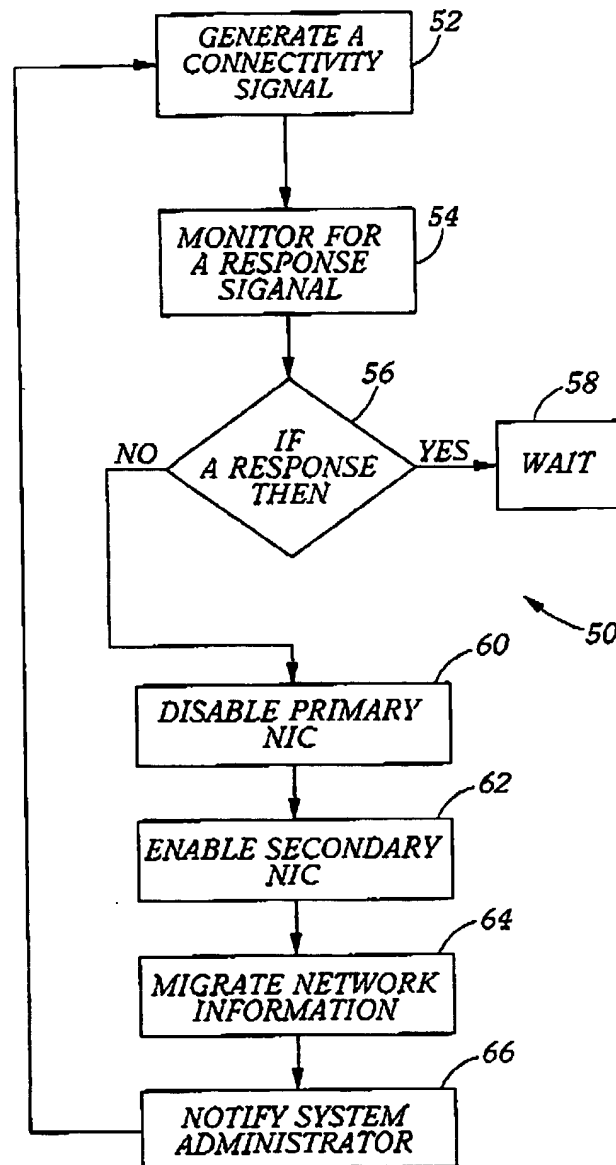 GENERATE A
CONNECTIVITY
SIGNAL
52
MONITOR FOR
A RESPONSE
SIGANAL
54
56
IF
A RESPONSE
THEN
NO
YES
58
WAIT
50
60
DISABLE PRIMARY
NIC
62
ENABLE SECONDARY
NIC
64
MIGRATE NETWORK
INFORMATION
66
NOTIFY SYSTEM
ADMINISTRATOR